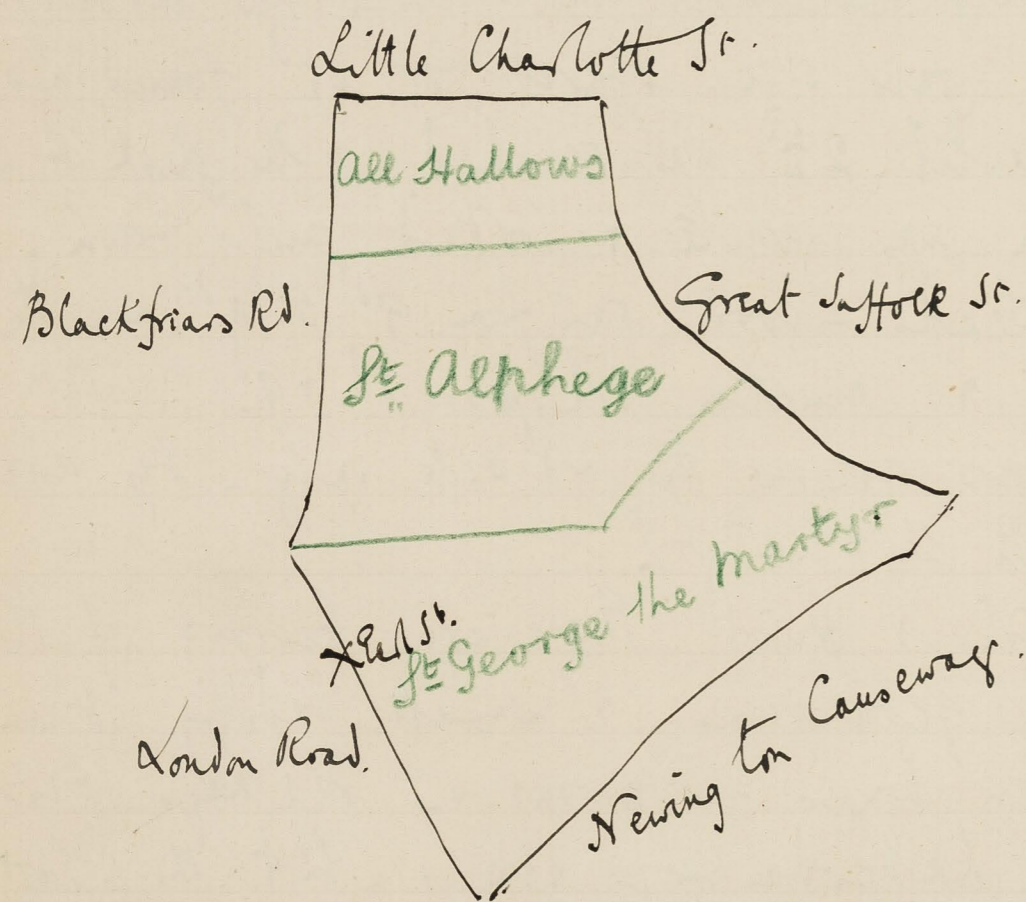 Little Charlotte St.
All Hallows
Blackfriars Rd.
Great Suffolk St.
St. Alphege
St George the Martyr
Earl St.
London Road.
Newington Causeway.